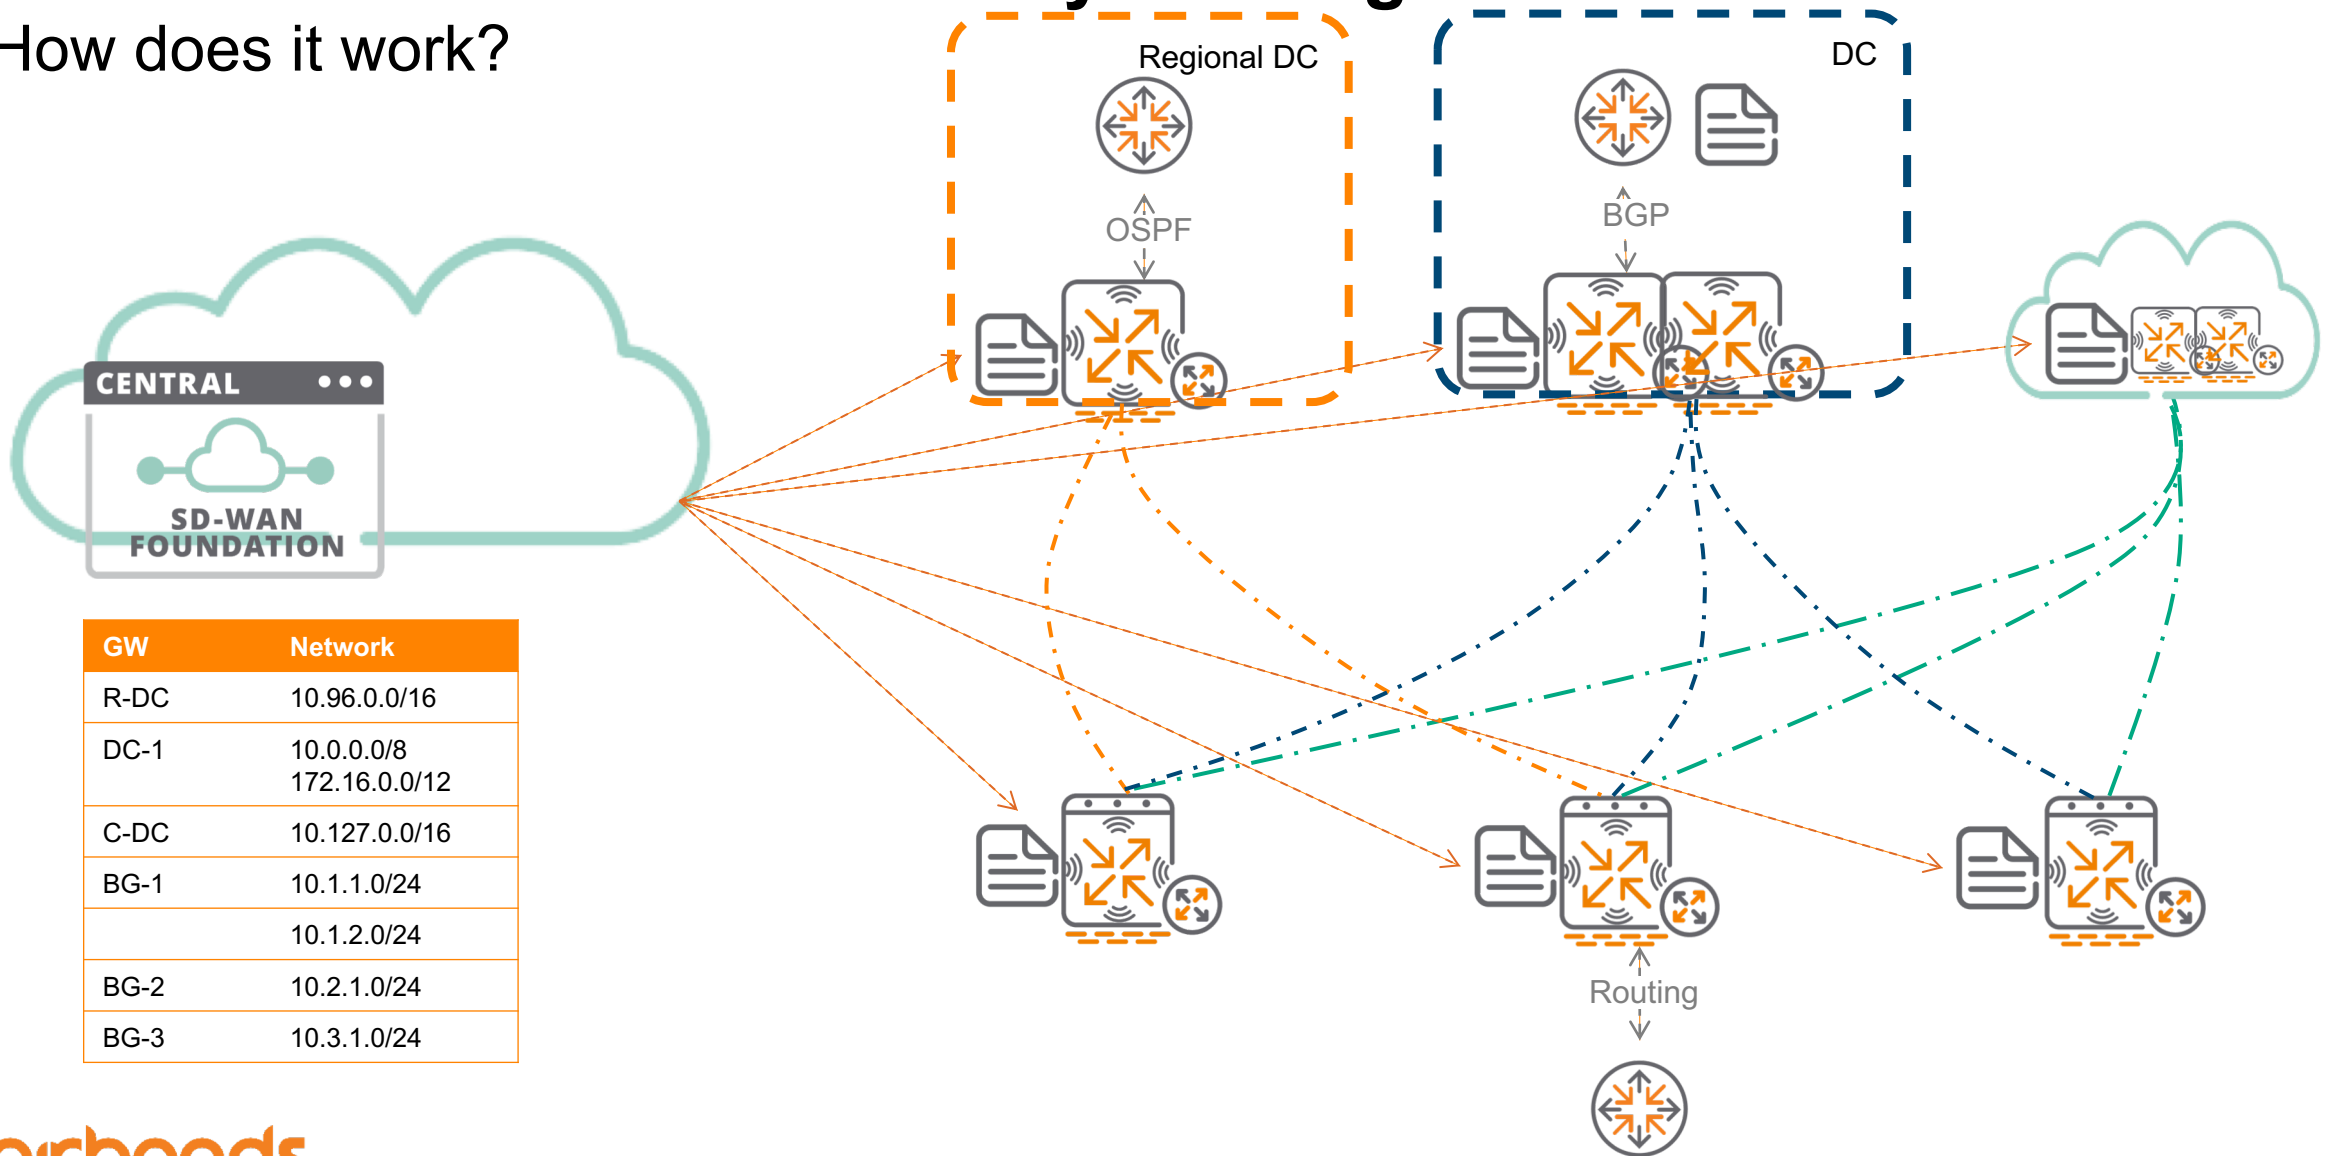 How does it work?
Regional DC
DC
OSPF
BGP
CENTRAL
SD-WAN
FOUNDATION
GW Network
R-DC 10.96.0.0/16
DC-1 10.0.0.0/8
172.16.0.0/12
C-DC 10.127.0.0/16
BG-1 10.1.1.0/24
10.1.2.0/24
BG-2 10.2.1.0/24
BG-3 10.3.1.0/24
Routing